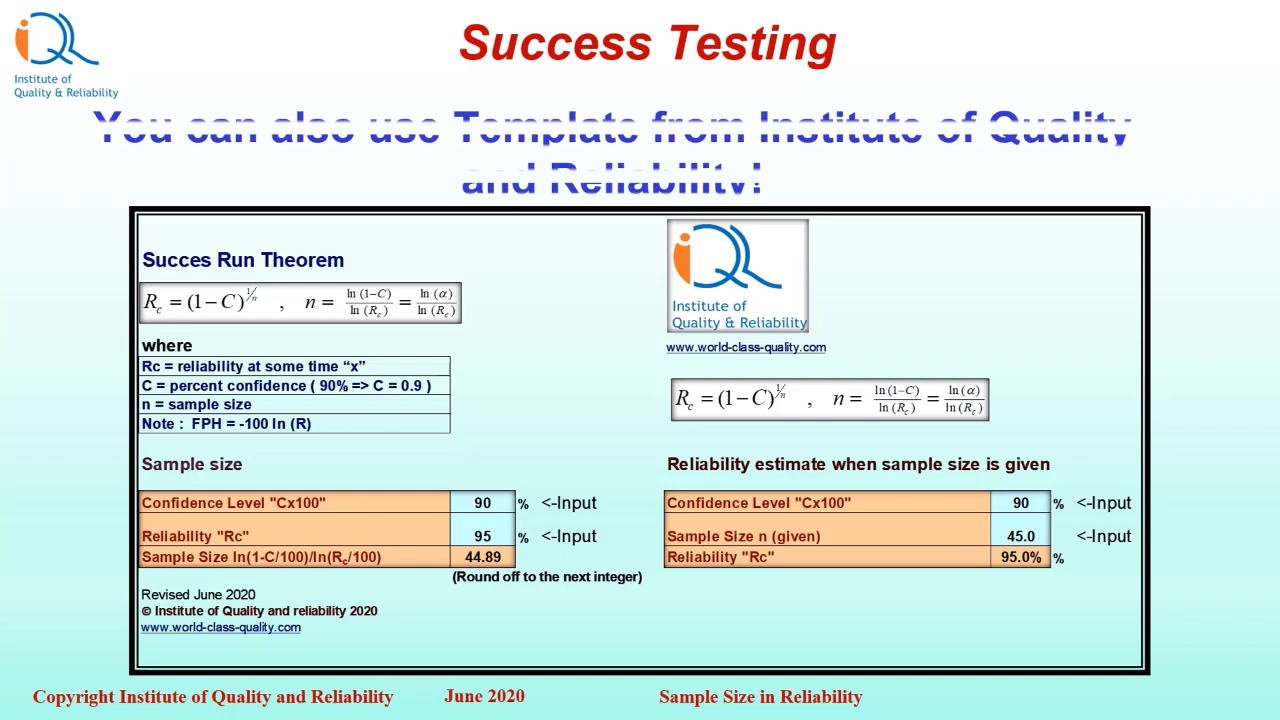 Institute of
Quality & Reliability
Success Testing
You can also use Template from Institute of Quality
and Reliability!
Succes Run Theorem
R_c = (1 – C)^{1/n} , n = ln (1–C) / ln (R_c) = ln (α) / ln (R_c)
where
Rc = reliability at some time “x”
C = percent confidence ( 90% => C = 0.9 )
n = sample size
Note : FPH = -100 ln (R)
Sample size
Confidence Level "Cx100" 90 % <-Input
Reliability "Rc" 95 % <-Input
Sample Size ln(1-C/100)/ln(Rc/100) 44.89
(Round off to the next integer)
Revised June 2020
© Institute of Quality and reliability 2020
www.world-class-quality.com
Institute of
Quality & Reliability
www.world-class-quality.com
R_c = (1 – C)^{1/n} , n = ln (1–C) / ln (R_c) = ln (α) / ln (R_c)
Reliability estimate when sample size is given
Confidence Level "Cx100" 90 % <-Input
Sample Size n (given) 45.0 <-Input
Reliability "Rc" 95.0% %
Copyright Institute of Quality and Reliability June 2020 Sample Size in Reliability